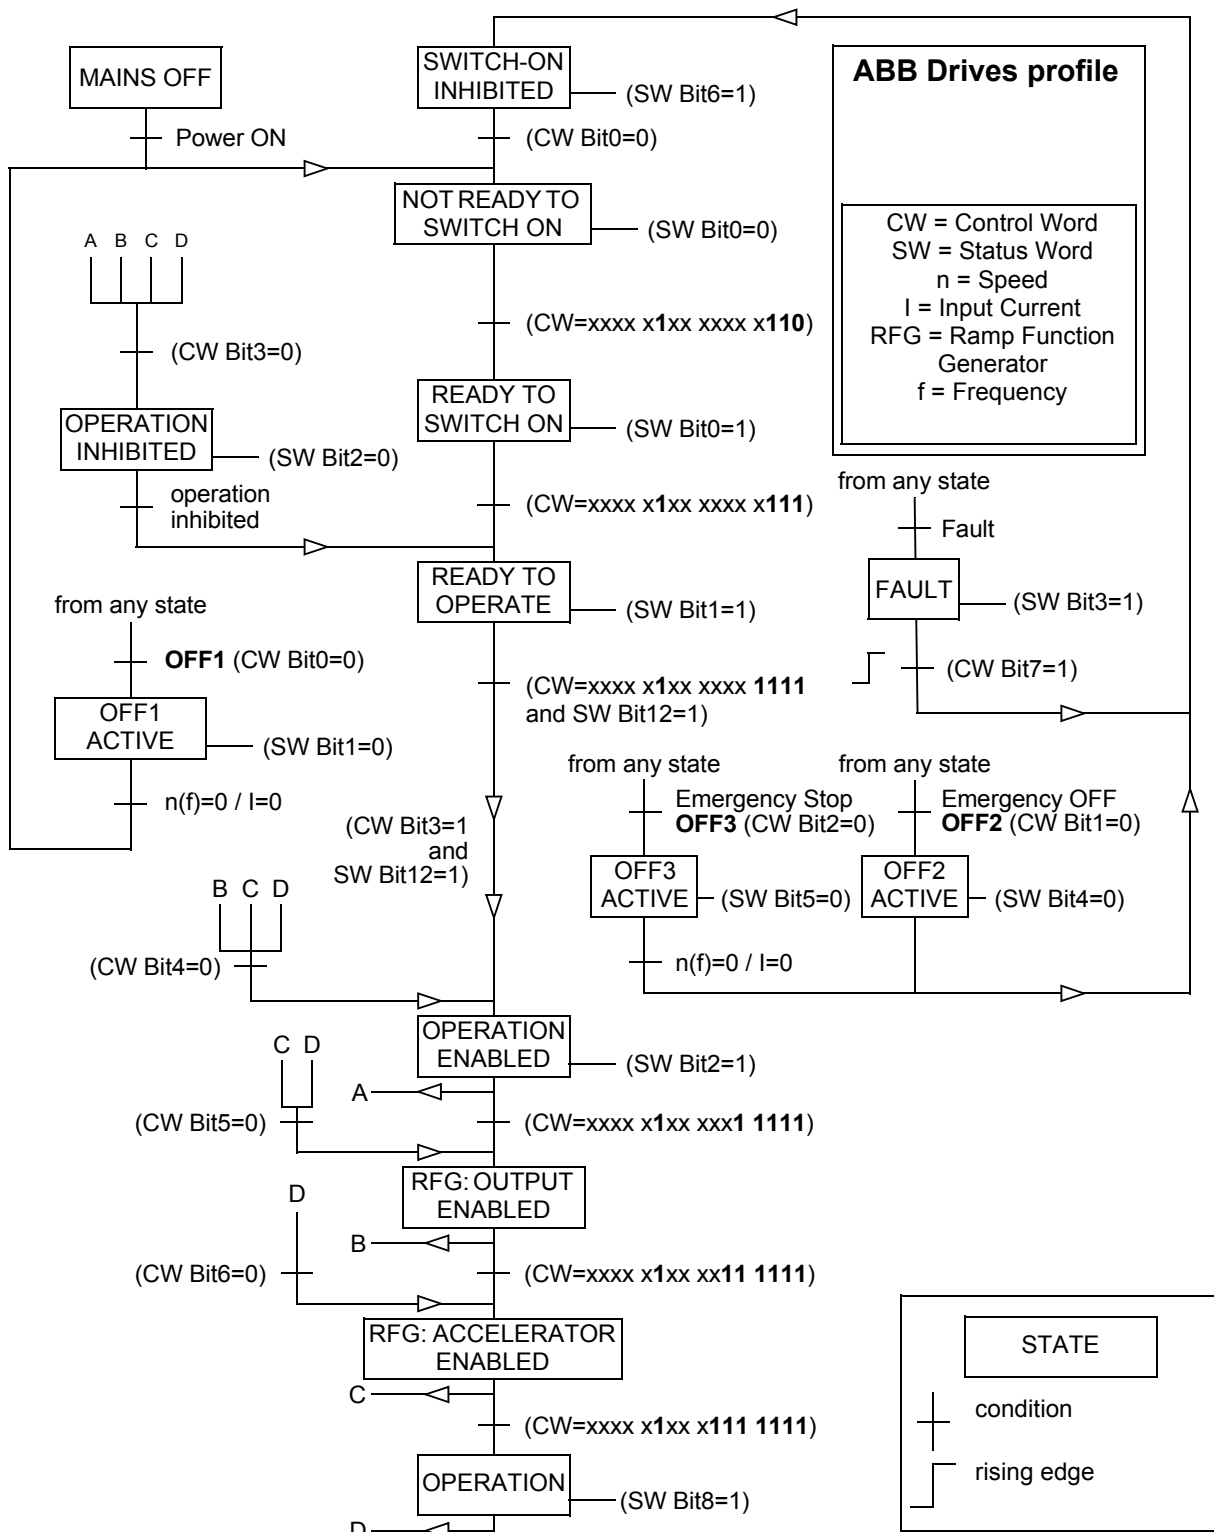 MAINS OFF
Power ON
SWITCH-ON
INHIBITED
(SW Bit6=1)
(CW Bit0=0)
ABB Drives profile
CW = Control Word
SW = Status Word
n = Speed
I = Input Current
RFG = Ramp Function
Generator
f = Frequency
NOT READY TO
SWITCH ON
(SW Bit0=0)
A B C D
(CW Bit3=0)
(CW=xxxx x1xx xxxx x110)
OPERATION
INHIBITED
(SW Bit2=0)
operation
inhibited
READY TO
SWITCH ON
(SW Bit0=1)
(CW=xxxx x1xx xxxx x111)
from any state
Fault
FAULT
(SW Bit3=1)
(CW Bit7=1)
READY TO
OPERATE
(SW Bit1=1)
from any state
OFF1 (CW Bit0=0)
OFF1
ACTIVE
(SW Bit1=0)
n(f)=0 / I=0
(CW=xxxx x1xx xxxx 1111
and SW Bit12=1)
(CW Bit3=1
and
SW Bit12=1)
from any state
Emergency Stop
OFF3 (CW Bit2=0)
OFF3
ACTIVE
(SW Bit5=0)
n(f)=0 / I=0
from any state
Emergency OFF
OFF2 (CW Bit1=0)
OFF2
ACTIVE
(SW Bit4=0)
B C D
(CW Bit4=0)
OPERATION
ENABLED
(SW Bit2=1)
A
C D
(CW Bit5=0)
(CW=xxxx x1xx xxx1 1111)
RFG: OUTPUT
ENABLED
B
D
(CW Bit6=0)
(CW=xxxx x1xx xx11 1111)
RFG: ACCELERATOR
ENABLED
C
(CW=xxxx x1xx x111 1111)
OPERATION
(SW Bit8=1)
D
STATE
condition
rising edge